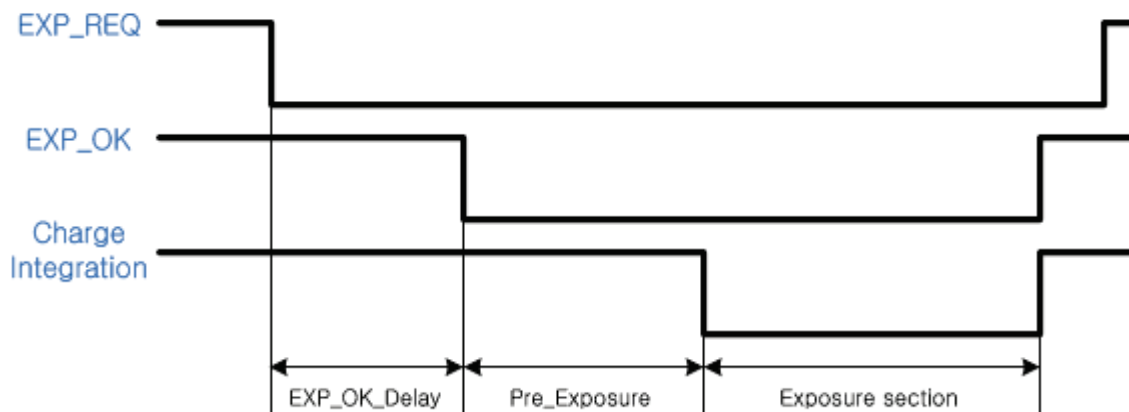 EXP_REQ
EXP_OK
Charge
Integration
EXP_OK_Delay
Pre_Exposure
Exposure section